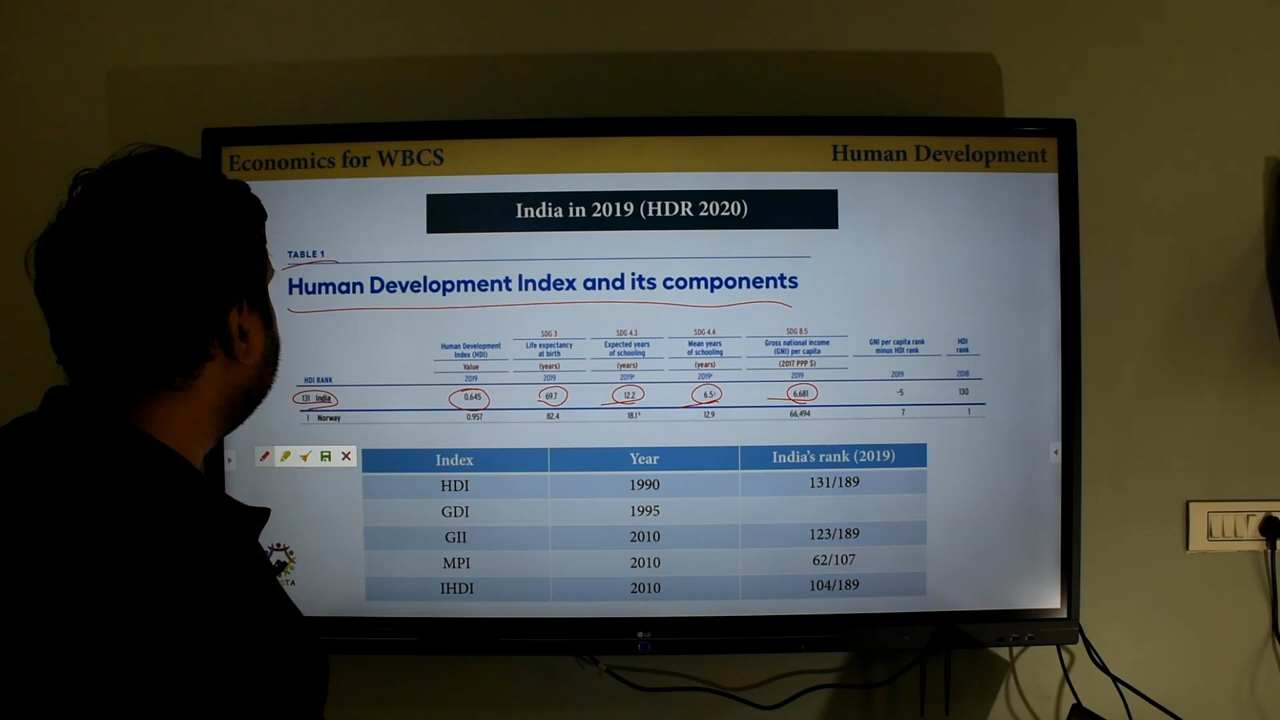 Economics for WBCS Human Development
India in 2019 (HDR 2020)
TABLE 1
Human Development Index and its components
SDG 3 SDG 4.3 SDG 4.4 SDG 8.5
Human Development Index (HDI) Life expectancy at birth Expected years of schooling Mean years of schooling Gross national income (GNI) per capita GNI per capita rank minus HDI rank HDI rank
Value (years) (years) (years) (2017 PPP $)
HDI RANK 2019 2019 2019 2019 2019 2019 2018
131 India 0.645 69.7 12.2 6.5 6,681 -5 130
1 Norway 0.957 82.4 18.1 12.9 66,494 7 1
Index Year India's rank (2019)
HDI 1990 131/189
GDI 1995
GII 2010 123/189
MPI 2010 62/107
IHDI 2010 104/189
LG